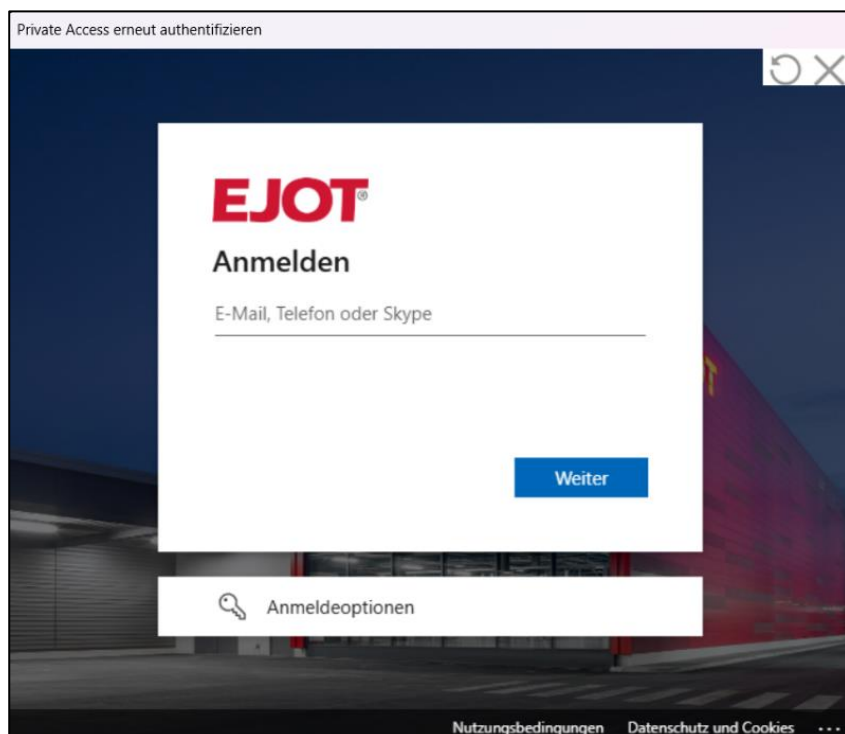 Private Access erneut authentifizieren
EJOT®
Anmelden
E-Mail, Telefon oder Skype
Weiter
Anmeldeoptionen
Nutzungsbedingungen Datenschutz und Cookies ...